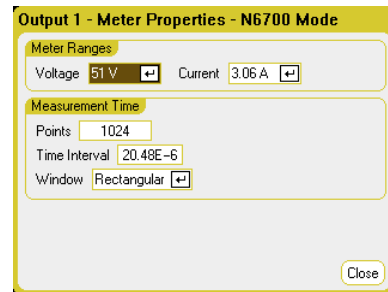 Output 1 - Meter Properties - N6700 Mode
Meter Ranges
Voltage 51 V Current 3.06 A
Measurement Time
Points 1024
Time Interval 20.48E-6
Window Rectangular
Close